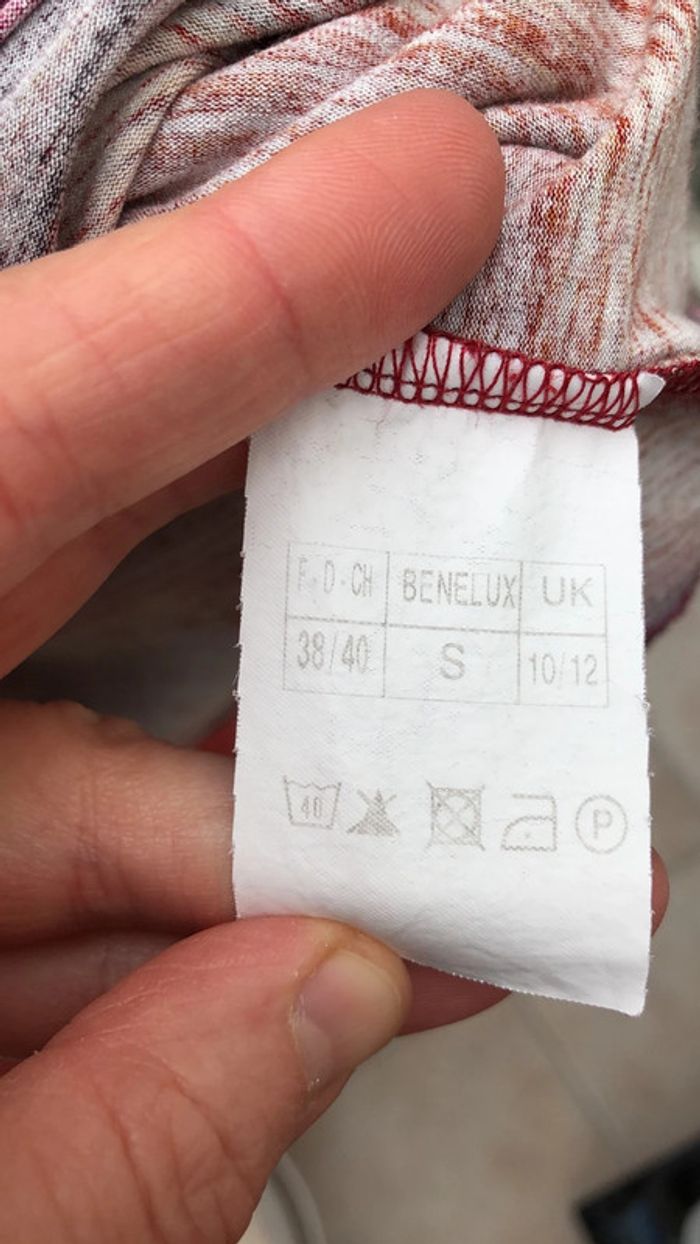 F·D·CH BENELUX UK
38/40 S 10/12
40 P